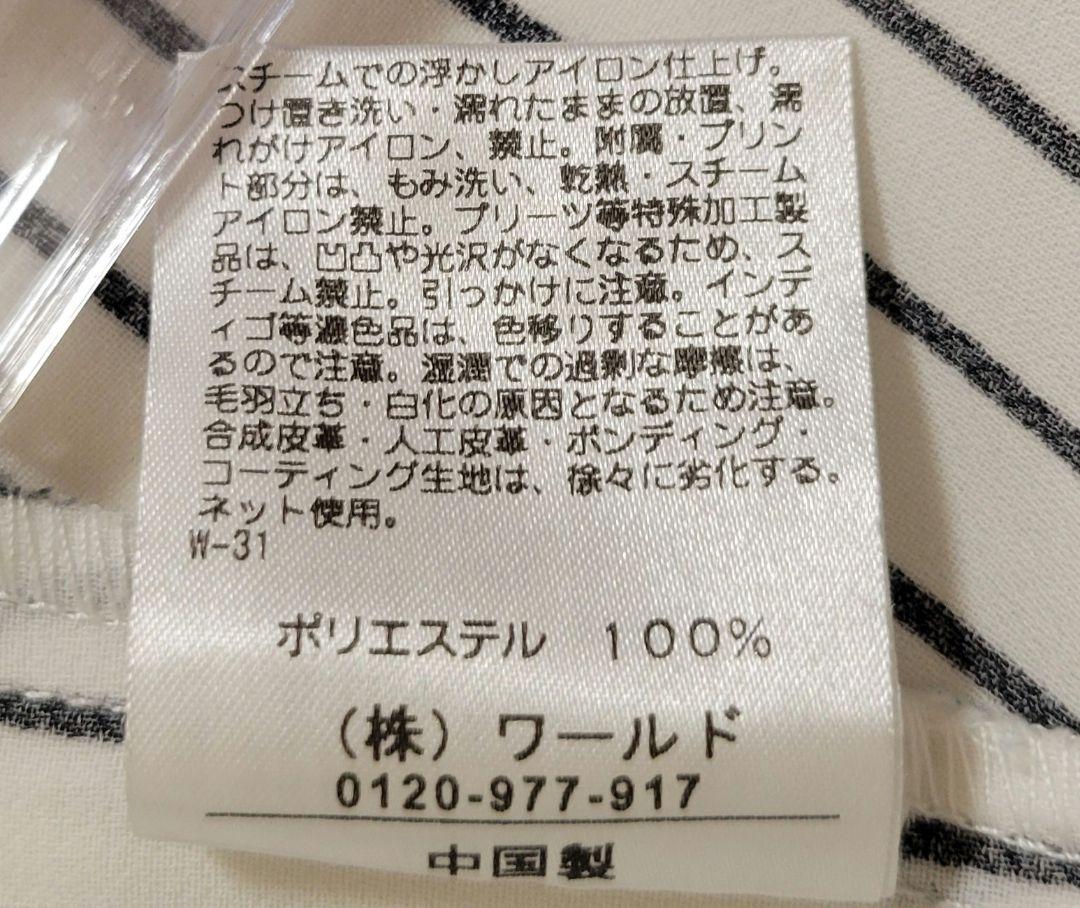 スチームでの浮かしアイロン仕上げ。
つけ置き洗い・濡れたままの放置、濡
れがけアイロン、禁止。附属・プリン
ト部分は、もみ洗い、乾熱・スチーム
アイロン禁止。プリーツ等特殊加工製
品は、凹凸や光沢がなくなるため、ス
チーム禁止。引っかけに注意。インデ
ィゴ等濃色品は、色移りすることがあ
るので注意。湿潤での過剰な摩擦は、
毛羽立ち・白化の原因となるため注意。
合成皮革・人工皮革・ボンディング・
コーティング生地は、徐々に劣化する。
ネット使用。
W-31
ポリエステル 100%
（株）ワールド
0120-977-917
中国製